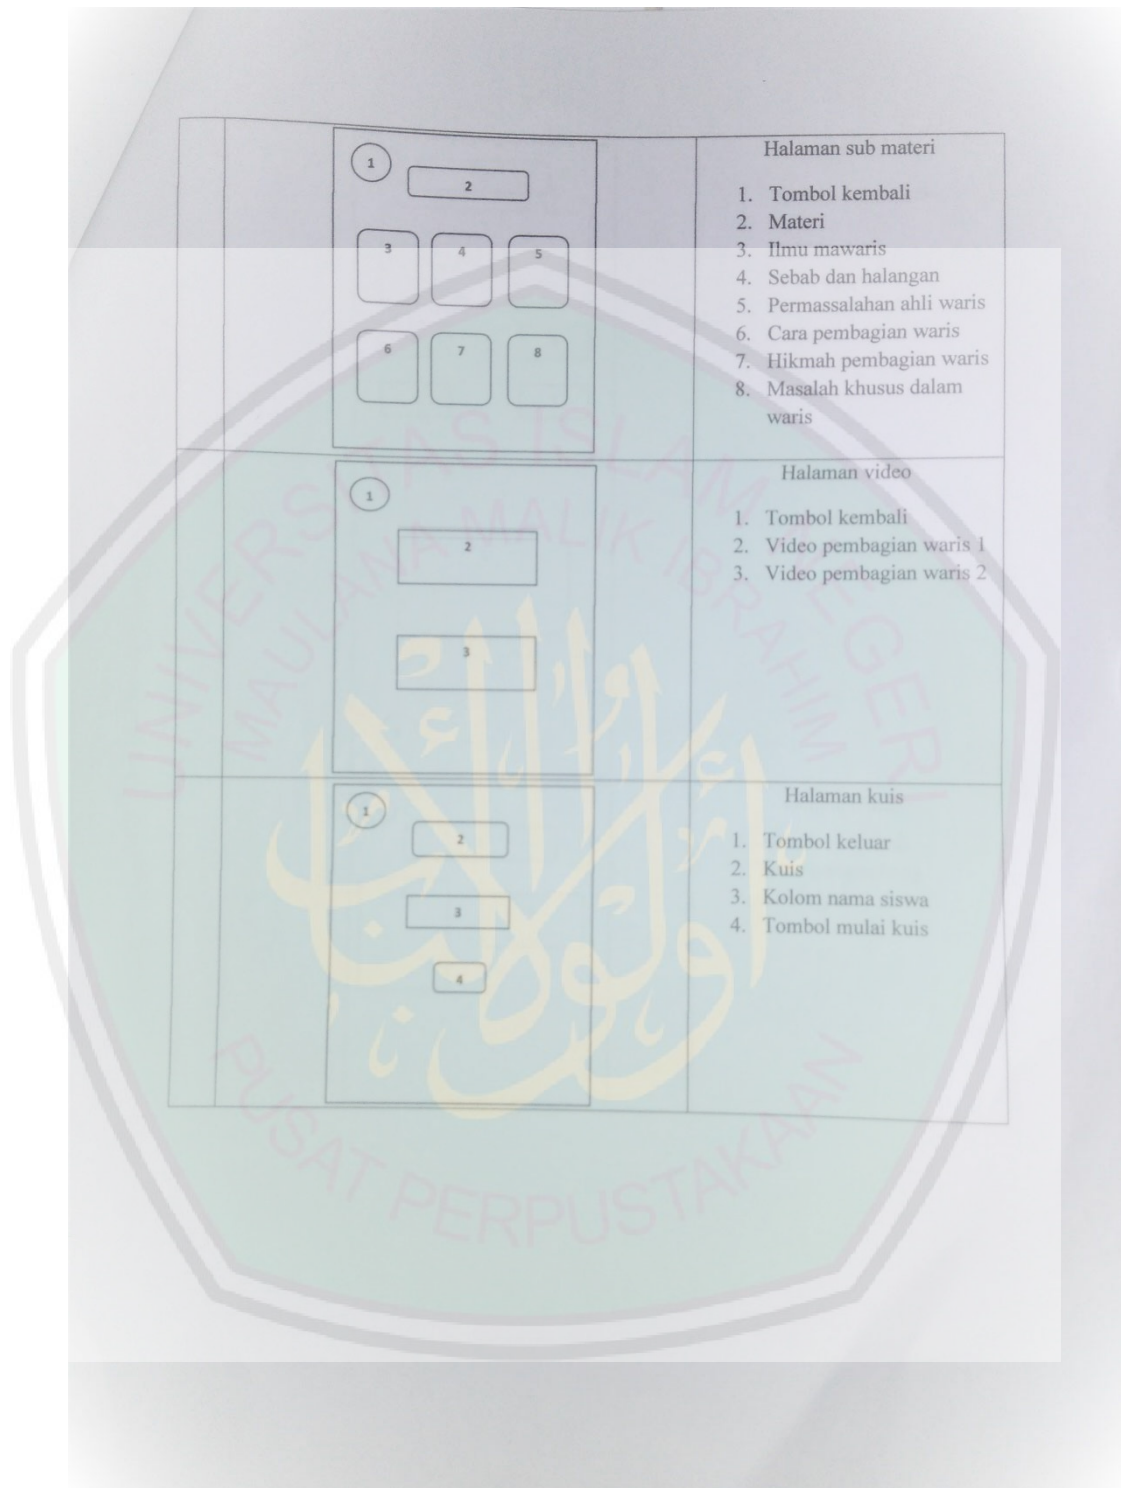 1
2
3 4 5
6 7 8
Halaman sub materi
1. Tombol kembali
2. Materi
3. Ilmu mawaris
4. Sebab dan halangan
5. Permassalahan ahli waris
6. Cara pembagian waris
7. Hikmah pembagian waris
8. Masalah khusus dalam
waris
1
2
3
Halaman video
1. Tombol kembali
2. Video pembagian waris 1
3. Video pembagian waris 2
1
2
3
4
Halaman kuis
1. Tombol keluar
2. Kuis
3. Kolom nama siswa
4. Tombol mulai kuis
UNIVERSITAS ISLAM NEGERI
MAULANA MALIK IBRAHIM
PUSAT PERPUSTAKAAN